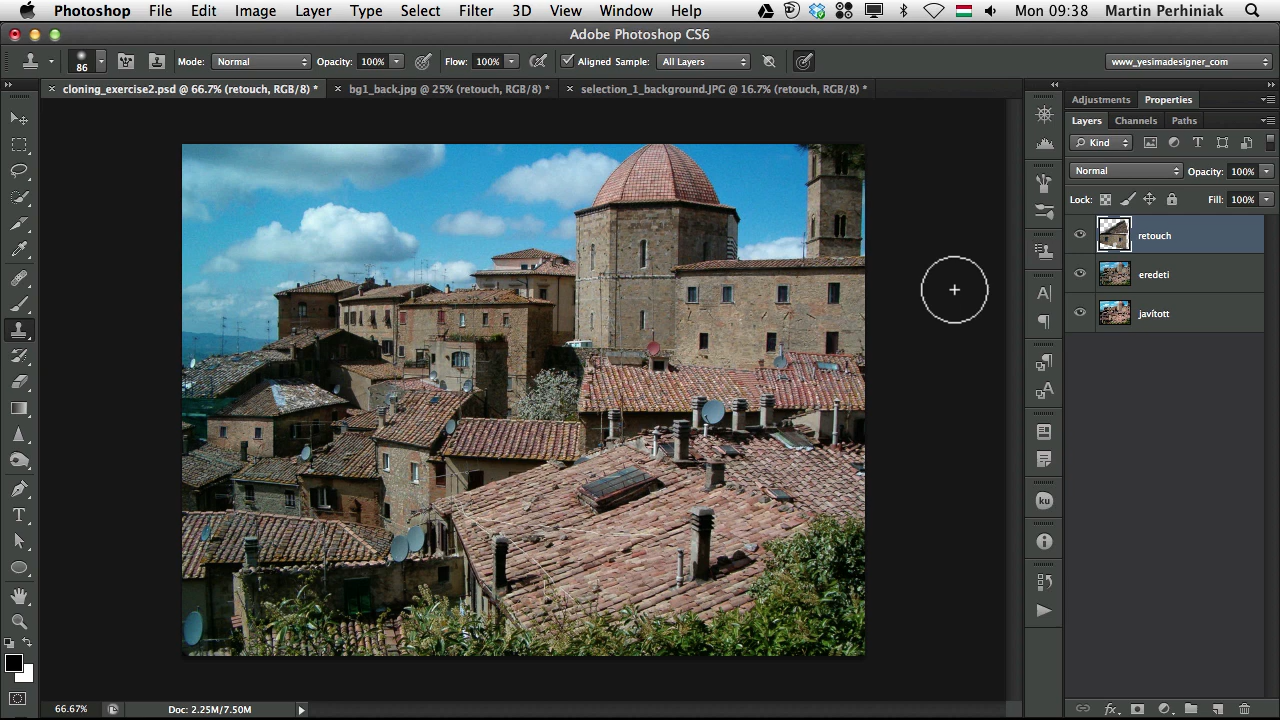 Photoshop File Edit Image Layer Type Select Filter 3D View Window Help Mon 09:38 Martin Perhiniak
Adobe Photoshop CS6
86 Mode: Normal Opacity: 100% Flow: 100% Aligned Sample: All Layers www_yesimadesigner_com
cloning_exercise2.psd @ 66.7% (retouch, RGB/8) * bg1_back.jpg @ 25% (retouch, RGB/8) * selection_1_background.JPG @ 16.7% (retouch, RGB/8) *
Adjustments Properties
Layers Channels Paths
Kind
Normal Opacity: 100%
Lock: Fill: 100%
retouch
eredeti
javított
ku
66.67% Doc: 2.25M/7.50M